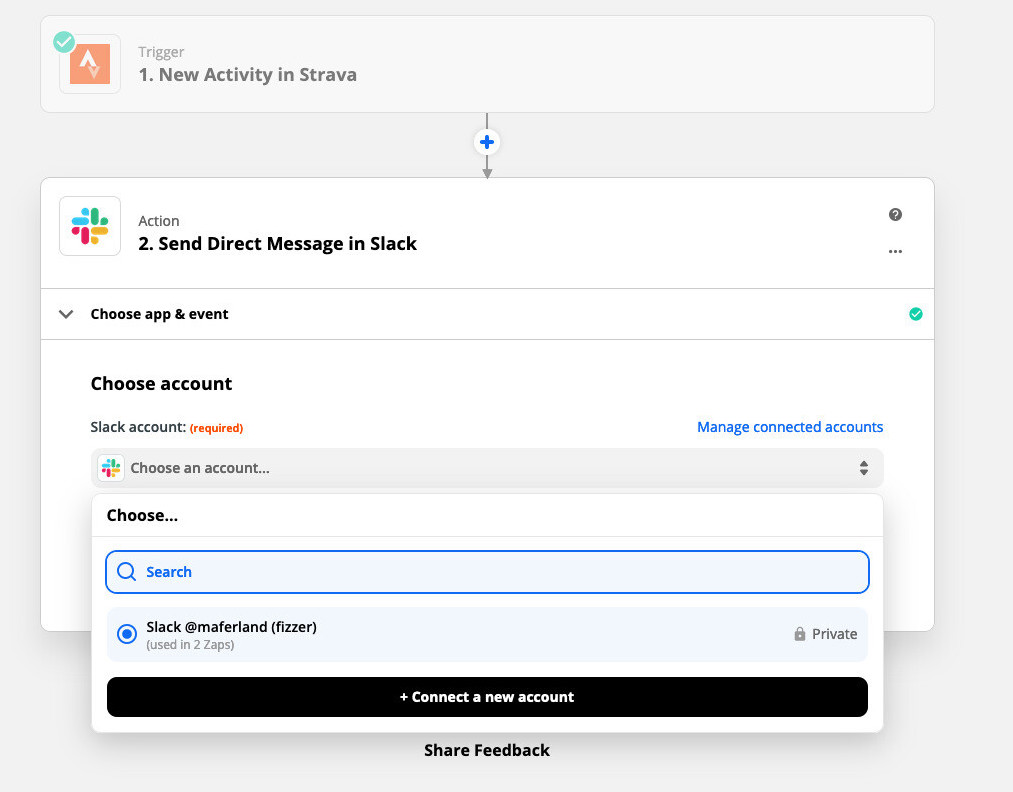 Trigger
1. New Activity in Strava
Action
2. Send Direct Message in Slack
Choose app & event
Choose account
Slack account: (required)
Manage connected accounts
Choose an account...
Choose...
Search
Slack @maferland (fizzer)
(used in 2 Zaps)
Private
+ Connect a new account
Share Feedback